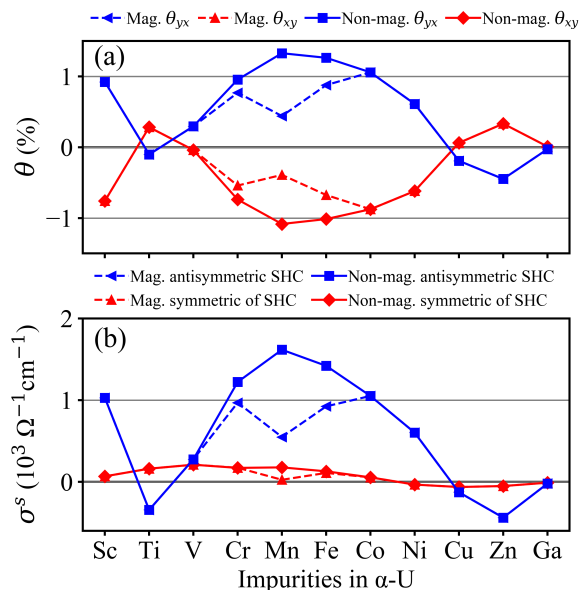 Mag. θyx Mag. θxy Non-mag. θyx Non-mag. θxy
(a)
1
0
−1
θ (%)
Mag. antisymmetric SHC Non-mag. antisymmetric SHC
Mag. symmetric of SHC Non-mag. symmetric of SHC
(b)
2
1
0
σ^s (10³ Ω⁻¹cm⁻¹)
Sc Ti V Cr Mn Fe Co Ni Cu Zn Ga
Impurities in α-U